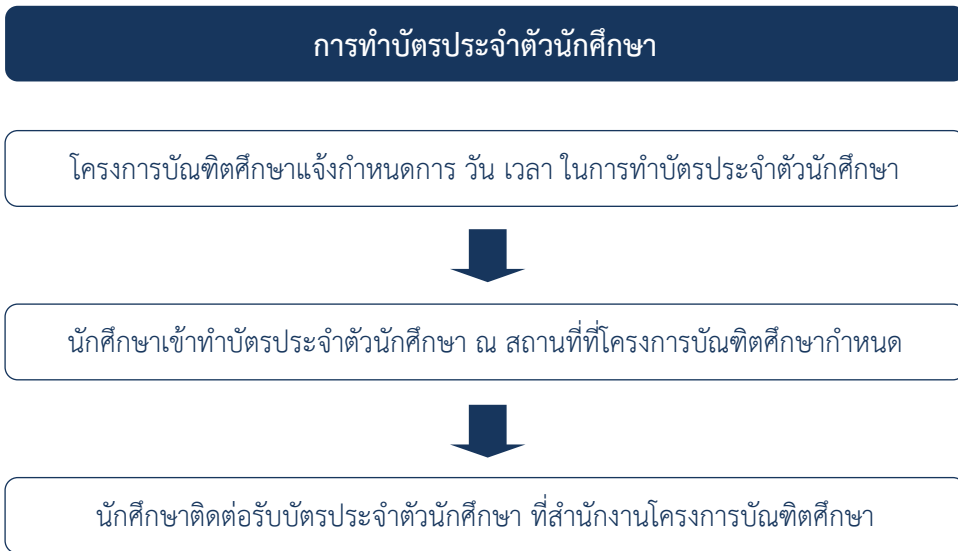 การทำบัตรประจำตัวนักศึกษา
โครงการบัณฑิตศึกษาแจ้งกำหนดการ วัน เวลา ในการทำบัตรประจำตัวนักศึกษา
นักศึกษาเข้าทำบัตรประจำตัวนักศึกษา ณ สถานที่ที่โครงการบัณฑิตศึกษากำหนด
นักศึกษาติดต่อรับบัตรประจำตัวนักศึกษา ที่สำนักงานโครงการบัณฑิตศึกษา